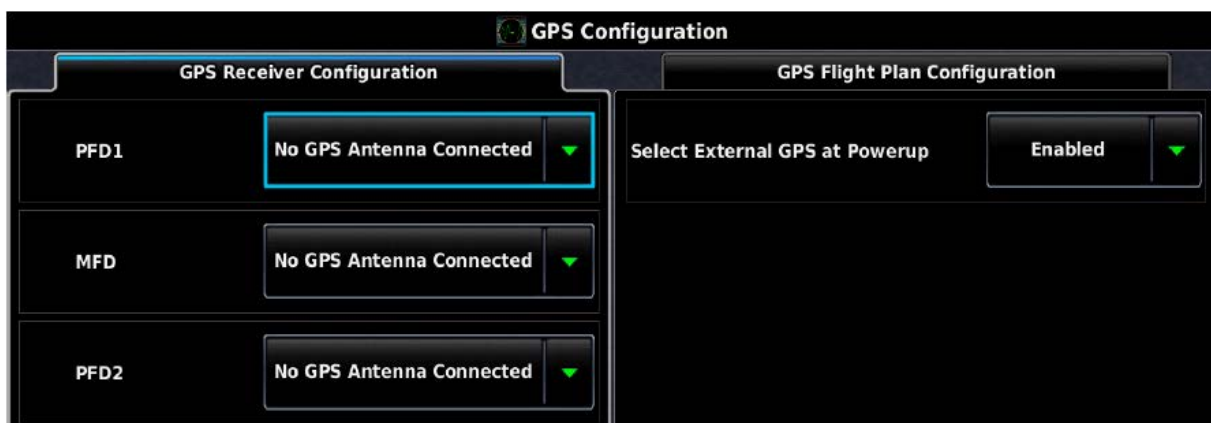 GPS Configuration
GPS Receiver Configuration
PFD1
No GPS Antenna Connected
MFD
No GPS Antenna Connected
PFD2
No GPS Antenna Connected
GPS Flight Plan Configuration
Select External GPS at Powerup
Enabled